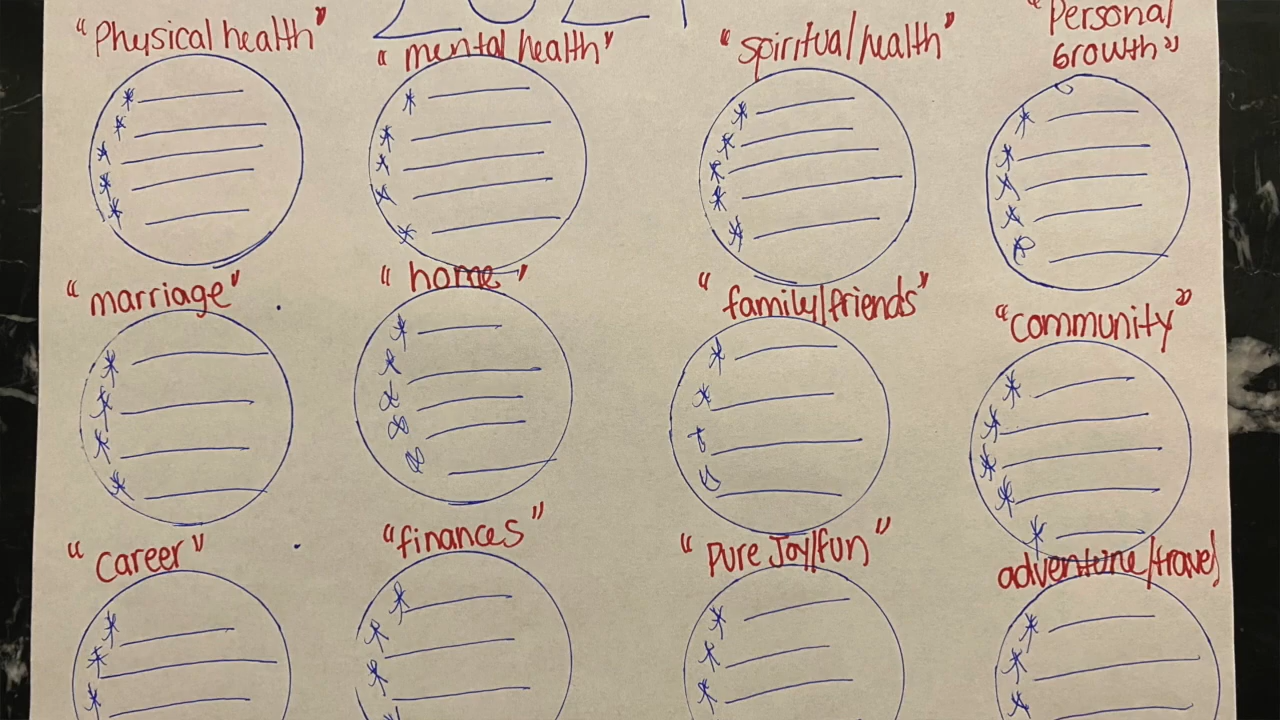 "Physical health"
"mental health"
"spiritual health"
"Personal
Growth"
"marriage"
"home"
"family/friends"
"community"
"career"
"finances"
"Pure Joy/fun"
adventure/travel